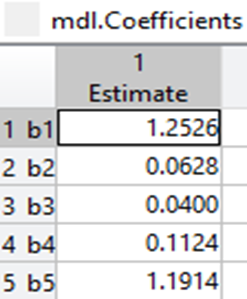 mdl.Coefficients
1
Estimate
1 b1 1.2526
2 b2 0.0628
3 b3 0.0400
4 b4 0.1124
5 b5 1.1914